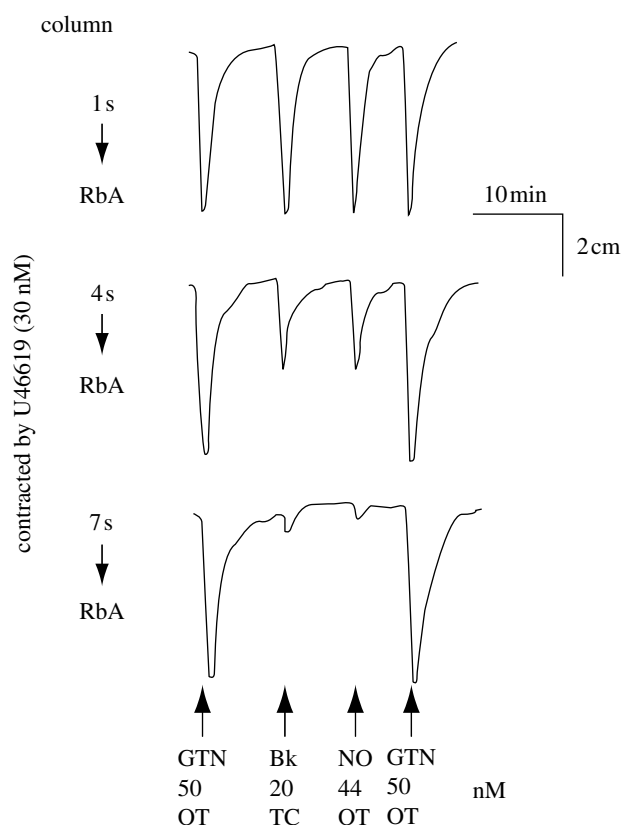 column
1 s
RbA
10 min
2 cm
contracted by U46619 (30 nM)
4 s
RbA
7 s
RbA
GTN Bk NO GTN
50 20 44 50 nM
OT TC OT OT